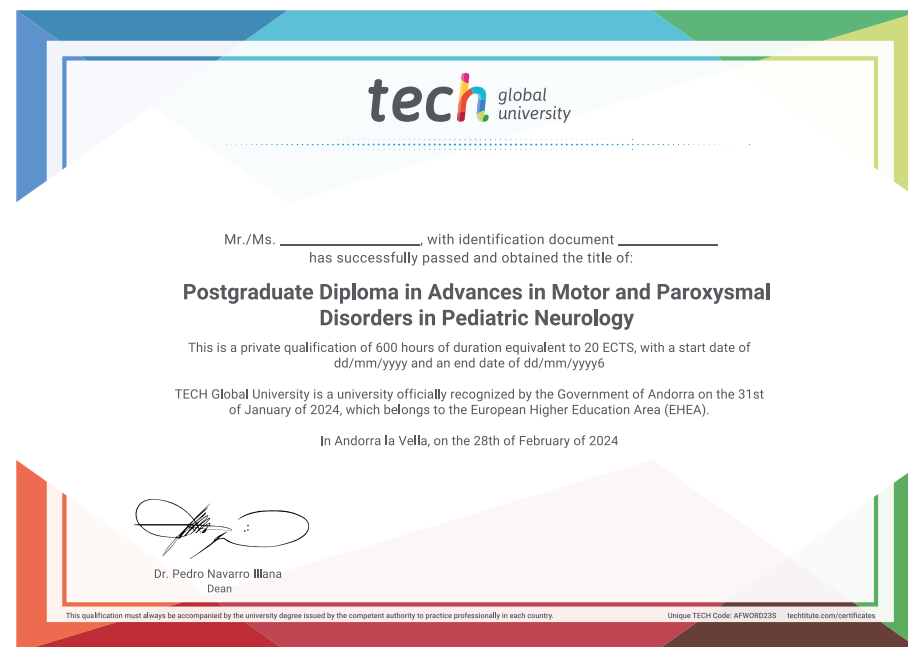 tech global university
Mr./Ms. ____________, with identification document ____________
has successfully passed and obtained the title of:
Postgraduate Diploma in Advances in Motor and Paroxysmal
Disorders in Pediatric Neurology
This is a private qualification of 600 hours of duration equivalent to 20 ECTS, with a start date of
dd/mm/yyyy and an end date of dd/mm/yyyy6
TECH Global University is a university officially recognized by the Government of Andorra on the 31st
of January of 2024, which belongs to the European Higher Education Area (EHEA).
In Andorra la Vella, on the 28th of February of 2024
Dr. Pedro Navarro Illana
Dean
This qualification must always be accompanied by the university degree issued by the competent authority to practice professionally in each country.
Unique TECH Code: AFWORD23S techtitute.com/certificates